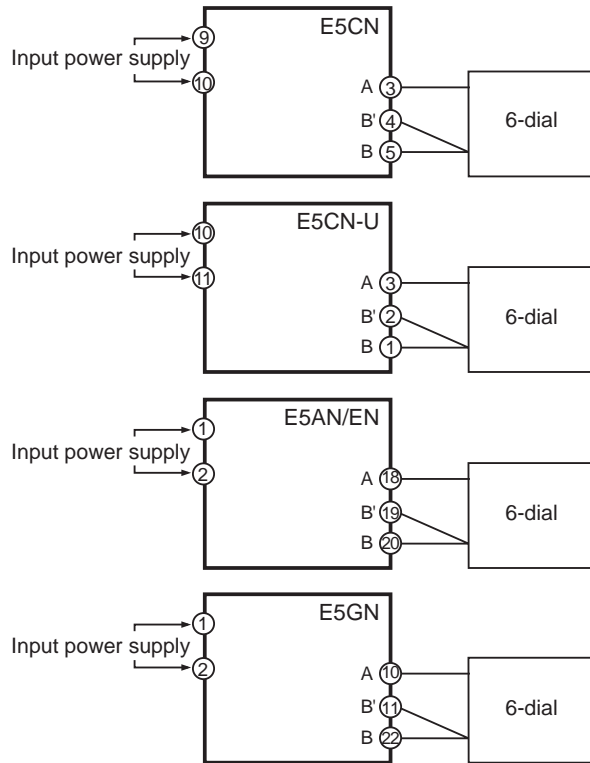 E5CN
9
Input power supply
10
A 3
B' 4
B 5
6-dial
E5CN-U
10
Input power supply
11
A 3
B' 2
B 1
6-dial
E5AN/EN
1
Input power supply
2
A 18
B' 19
B 20
6-dial
E5GN
1
Input power supply
2
A 10
B' 11
B 22
6-dial